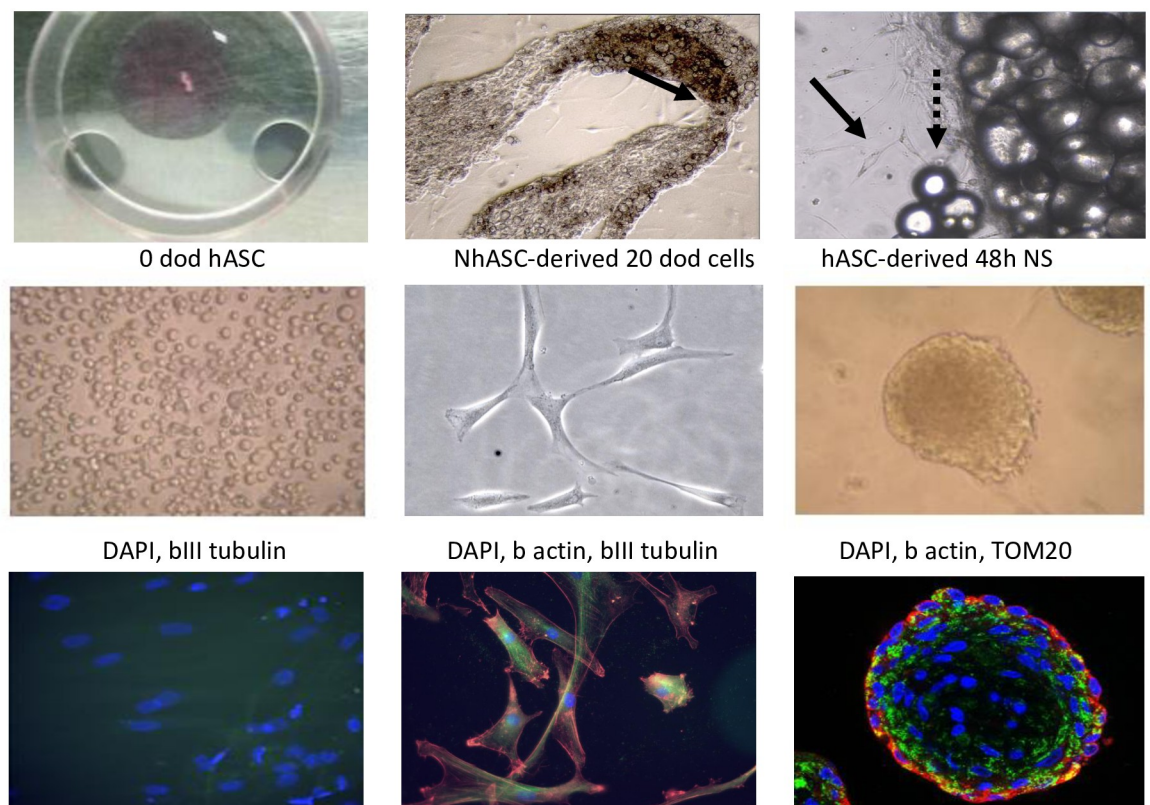 0 dod hASC
NhASC-derived 20 dod cells
hASC-derived 48h NS
DAPI, bIII tubulin
DAPI, b actin, bIII tubulin
DAPI, b actin, TOM20